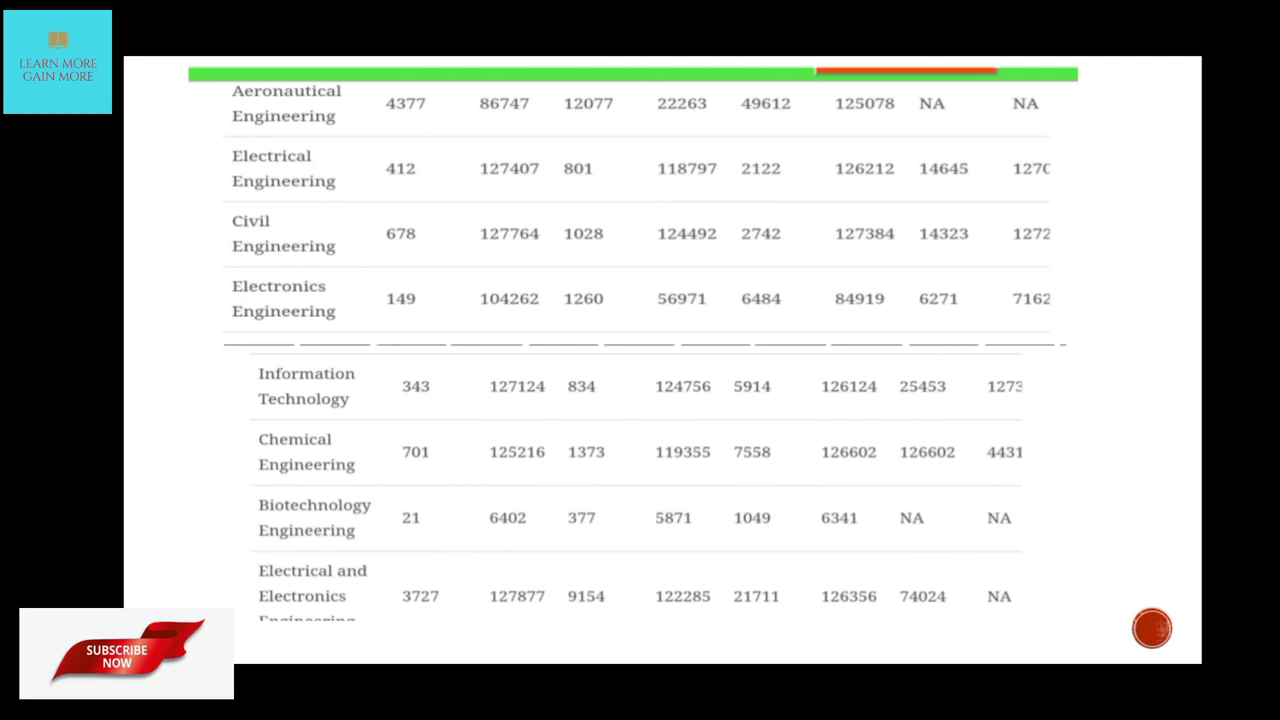 LEARN MORE
GAIN MORE
Aeronautical
Engineering 4377 86747 12077 22263 49612 125078 NA NA
Electrical
Engineering 412 127407 801 118797 2122 126212 14645 1270
Civil
Engineering 678 127764 1028 124492 2742 127384 14323 1272
Electronics
Engineering 149 104262 1260 56971 6484 84919 6271 7162
Information
Technology 343 127124 834 124756 5914 126124 25453 1273
Chemical
Engineering 701 125216 1373 119355 7558 126602 126602 4431
Biotechnology
Engineering 21 6402 377 5871 1049 6341 NA NA
Electrical and
Electronics 3727 127877 9154 122285 21711 126356 74024 NA
SUBSCRIBE
NOW